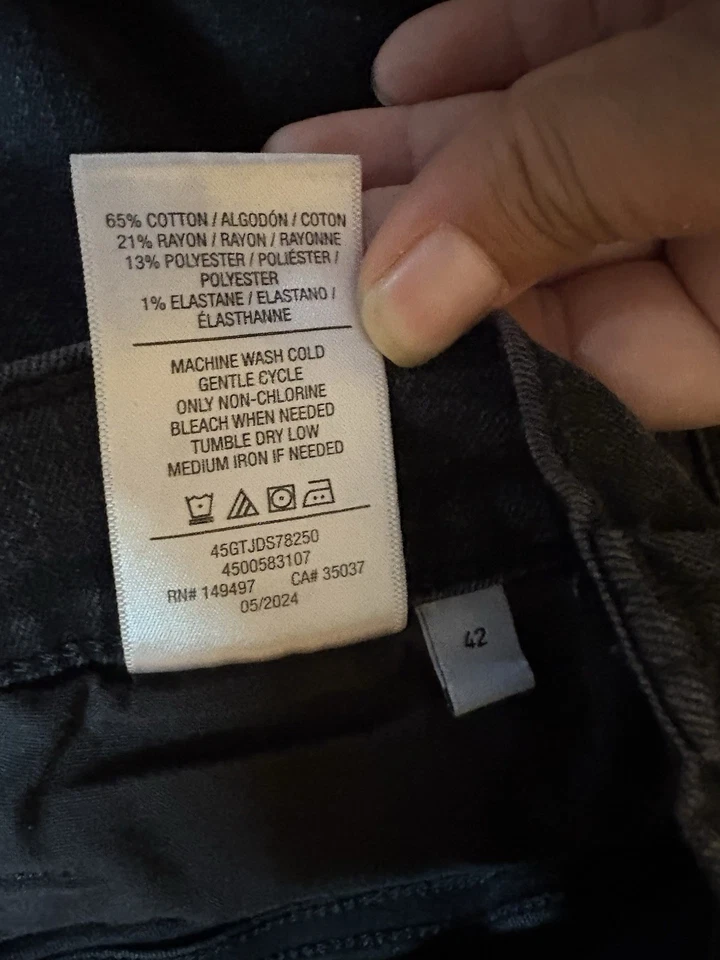 65% COTTON / ALGODÓN / COTON
21% RAYON / RAYON / RAYONNE
13% POLYESTER / POLIÉSTER /
POLYESTER
1% ELASTANE / ELASTANO /
ÉLASTHANNE
MACHINE WASH COLD
GENTLE CYCLE
ONLY NON-CHLORINE
BLEACH WHEN NEEDED
TUMBLE DRY LOW
MEDIUM IRON IF NEEDED
45GTJDS78250
4500583107
RN# 149497 CA# 35037
05/2024
42